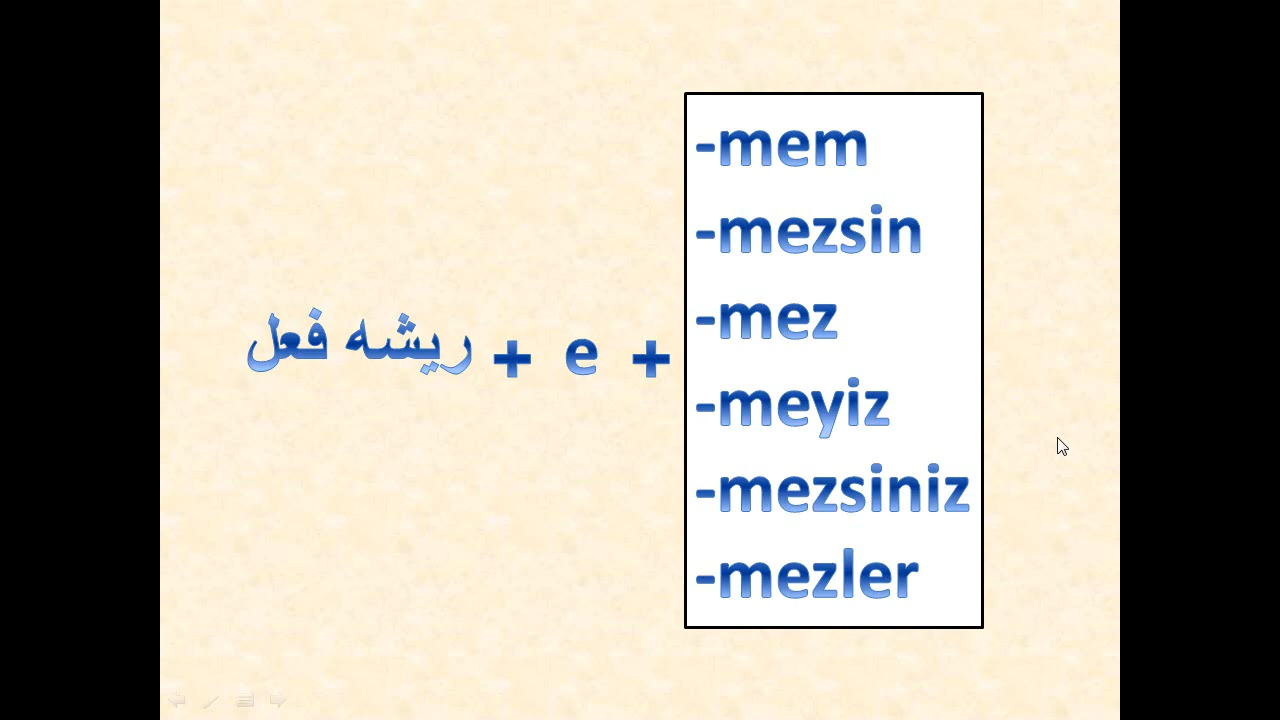 ریشه فعل + e +
-mem
-mezsin
-mez
-meyiz
-mezsiniz
-mezler